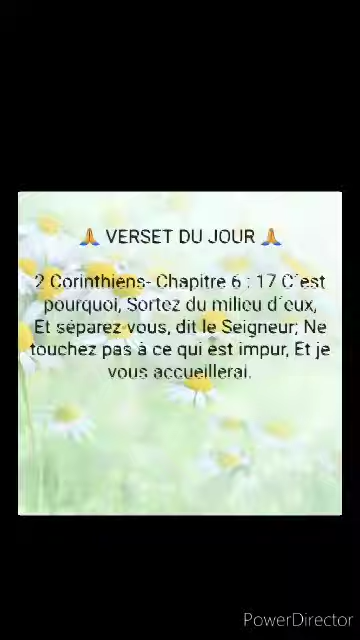 🙏 VERSET DU JOUR 🙏
2 Corinthiens- Chapitre 6 : 17 C´est
pourquoi, Sortez du milieu d´eux,
Et séparez-vous, dit le Seigneur; Ne
touchez pas à ce qui est impur, Et je
vous accueillerai.
PowerDirector